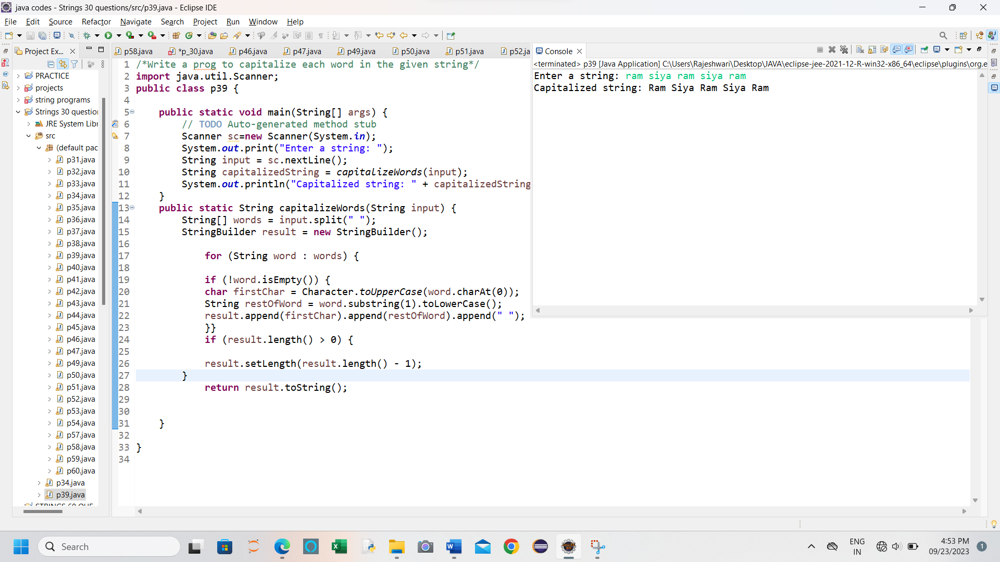 java codes - Strings 30 questions/src/p39.java - Eclipse IDE
File Edit Source Refactor Navigate Search Project Run Window Help
Project Ex...
p58.java *p_30.java p46.java p47.java p49.java p50.java p51.java p52.ja
Console
<terminated> p39 [Java Application] C:\Users\Rajeshwari\Desktop\JAVA\eclipse-jee-2021-12-R-win32-x86_64\eclipse\plugins\org.e
Enter a string: ram siya ram siya ram
Capitalized string: Ram Siya Ram Siya Ram
PRACTICE
projects
string programs
Strings 30 question
JRE System Libr
src
(default pac
p31.java
p32.java
p33.java
p34.java
p35.java
p36.java
p37.java
p38.java
p39.java
p40.java
p41.java
p42.java
p43.java
p44.java
p45.java
p46.java
p47.java
p49.java
p50.java
p51.java
p52.java
p53.java
p54.java
p57.java
p58.java
p59.java
p60.java
p34.java
p39.java
1 /*Write a prog to capitalize each word in the given string*/
2 import java.util.Scanner;
3 public class p39 {
4
5 public static void main(String[] args) {
6 // TODO Auto-generated method stub
7 Scanner sc=new Scanner(System.in);
8 System.out.print("Enter a string: ");
9 String input = sc.nextLine();
10 String capitalizedString = capitalizeWords(input);
11 System.out.println("Capitalized string: " + capitalizedString
12 }
13 public static String capitalizeWords(String input) {
14 String[] words = input.split(" ");
15 StringBuilder result = new StringBuilder();
16
17 for (String word : words) {
18
19 if (!word.isEmpty()) {
20 char firstChar = Character.toUpperCase(word.charAt(0));
21 String restOfWord = word.substring(1).toLowerCase();
22 result.append(firstChar).append(restOfWord).append(" ");
23 }}
24 if (result.length() > 0) {
25
26 result.setLength(result.length() - 1);
27 }
28 return result.toString();
29
30
31 }
32
33 }
34
Search
ENG
IN
4:53 PM
09/23/2023
1